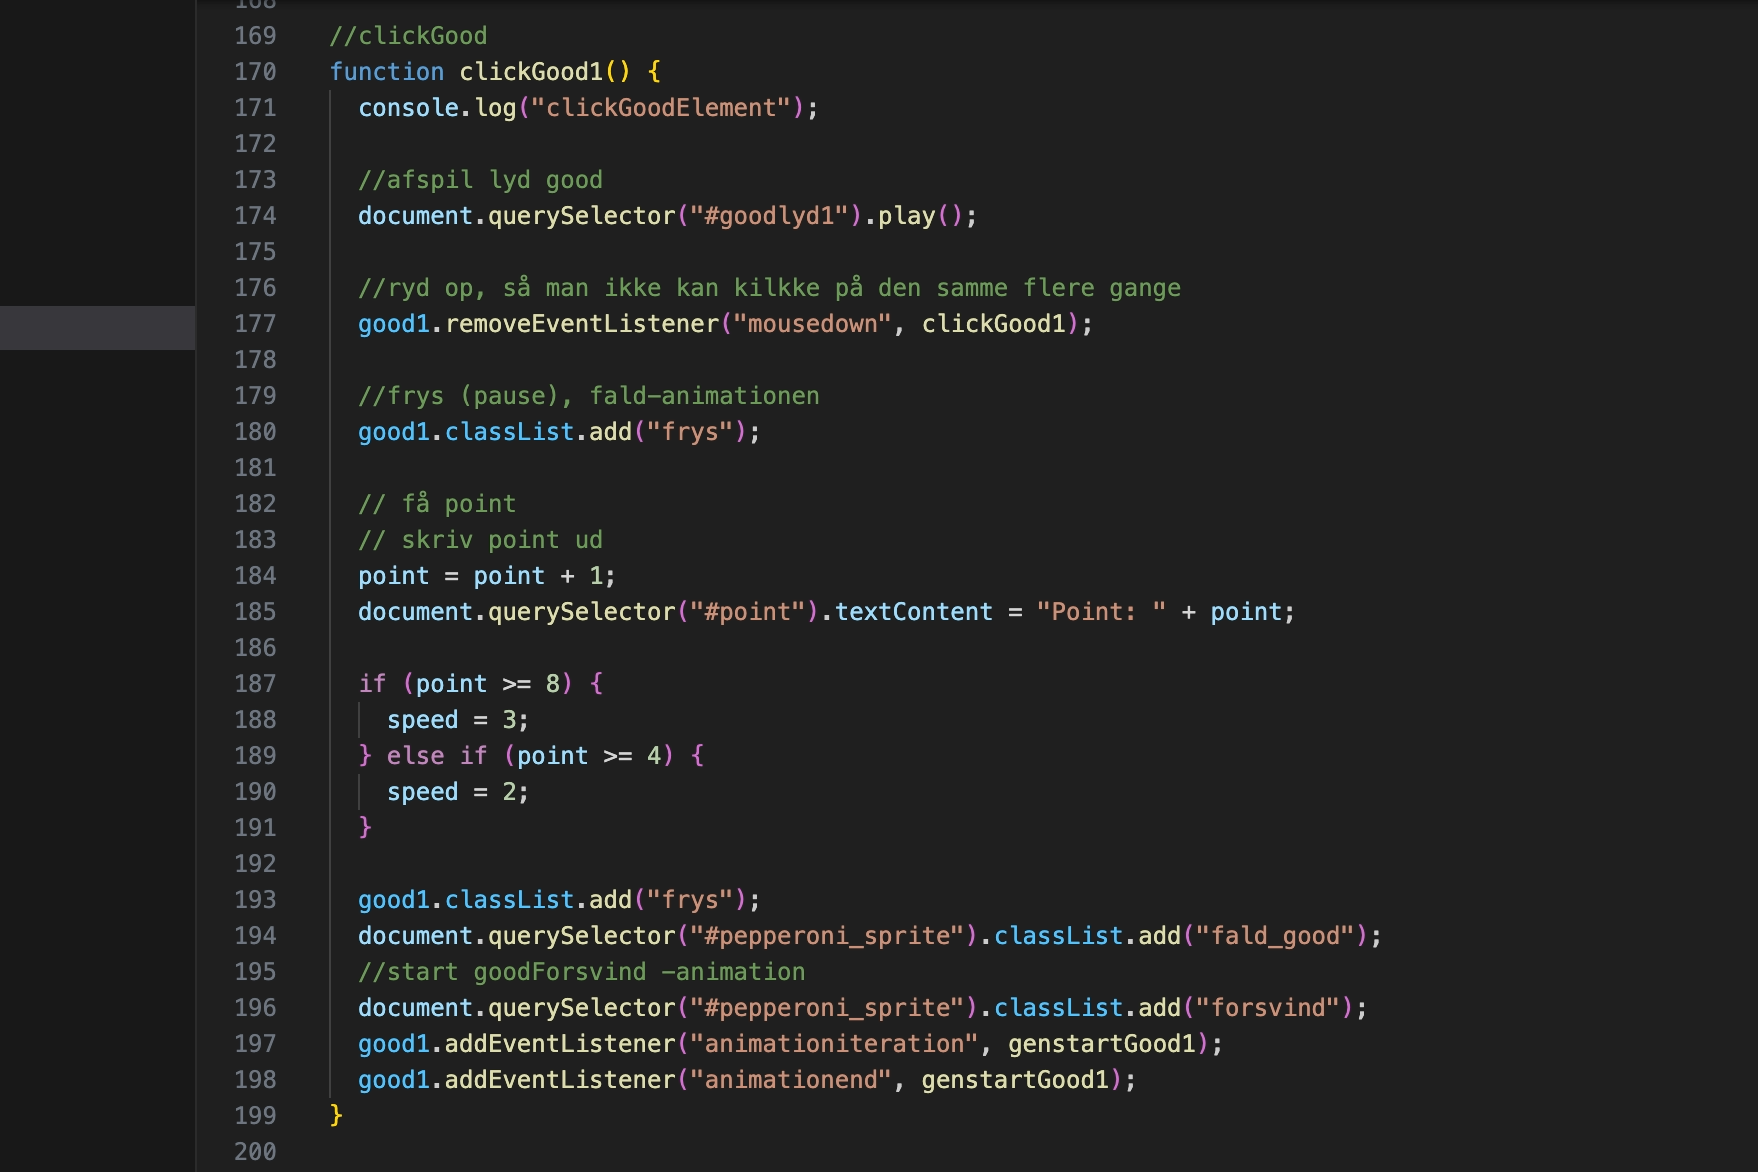 168
169 //clickGood
170 function clickGood1() {
171 console.log("clickGoodElement");
172
173 //afspil lyd good
174 document.querySelector("#goodlyd1").play();
175
176 //ryd op, så man ikke kan kilkke på den samme flere gange
177 good1.removeEventListener("mousedown", clickGood1);
178
179 //frys (pause), fald-animationen
180 good1.classList.add("frys");
181
182 // få point
183 // skriv point ud
184 point = point + 1;
185 document.querySelector("#point").textContent = "Point: " + point;
186
187 if (point >= 8) {
188 speed = 3;
189 } else if (point >= 4) {
190 speed = 2;
191 }
192
193 good1.classList.add("frys");
194 document.querySelector("#pepperoni_sprite").classList.add("fald_good");
195 //start goodForsvind -animation
196 document.querySelector("#pepperoni_sprite").classList.add("forsvind");
197 good1.addEventListener("animationiteration", genstartGood1);
198 good1.addEventListener("animationend", genstartGood1);
199 }
200